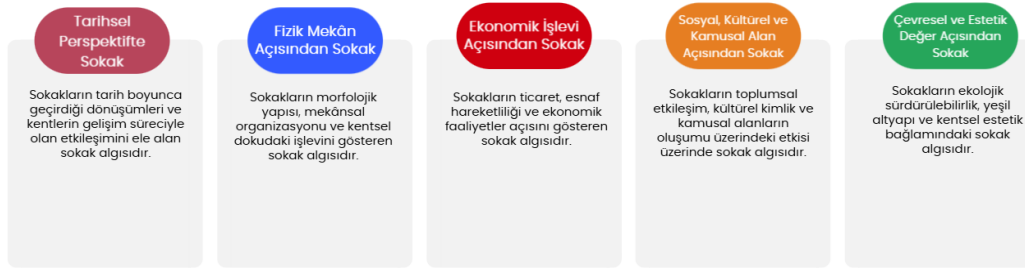 Tarihsel
Perspektifte
Sokak
Sokakların tarih boyunca
geçirdiği dönüşümleri ve
kentlerin gelişim süreciyle
olan etkileşimini ele alan
sokak algısıdır.
Fizik Mekân
Açısından Sokak
Sokakların morfolojik
yapısı, mekânsal
organizasyonu ve kentsel
dokudaki işlevini gösteren
sokak algısıdır.
Ekonomik İşlevi
Açısından Sokak
Sokakların ticaret, esnaf
hareketliliği ve ekonomik
faaliyetler açısını gösteren
sokak algısıdır.
Sosyal, Kültürel ve
Kamusal Alan
Açısından Sokak
Sokakların toplumsal
etkileşim, kültürel kimlik ve
kamusal alanların
oluşumu üzerindeki etkisi
üzerinde sokak algısıdır.
Çevresel ve Estetik
Değer Açısından
Sokak
Sokakların ekolojik
sürdürülebilirlik, yeşil
altyapı ve kentsel estetik
bağlamındaki sokak
algısıdır.